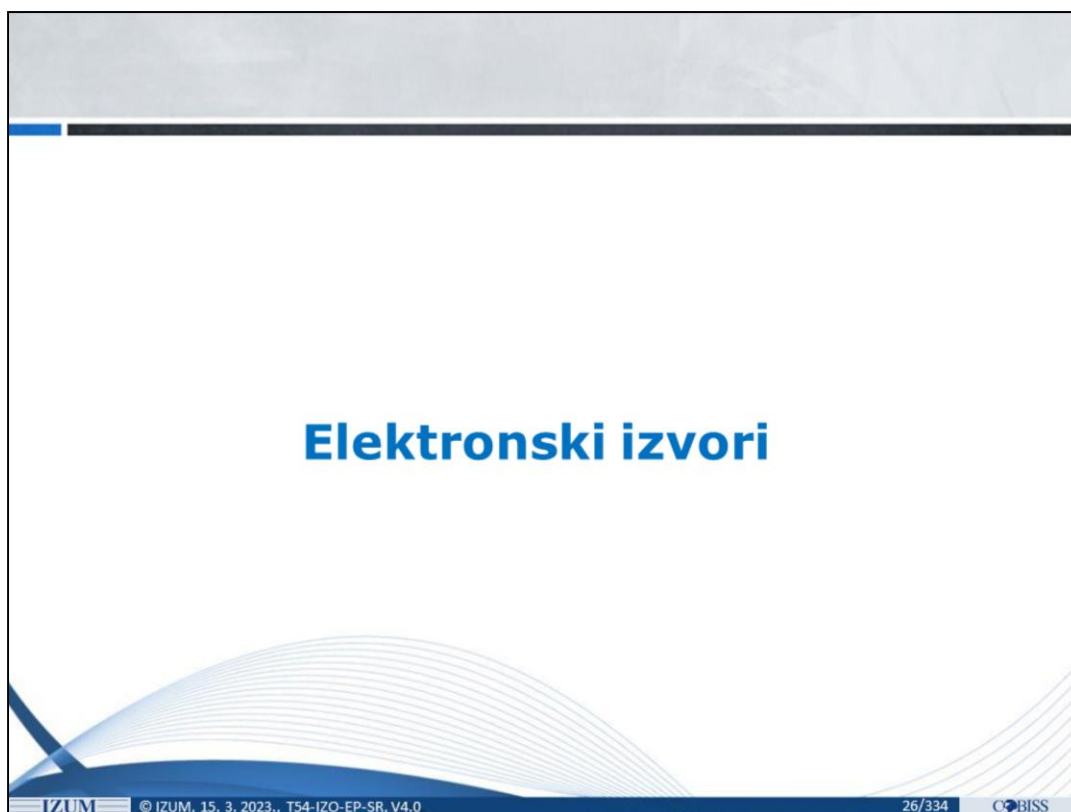 Elektronski izvori
IZUM © IZUM, 15. 3. 2023., T54-IZO-EP-SR, V4.0 26/334 COBISS